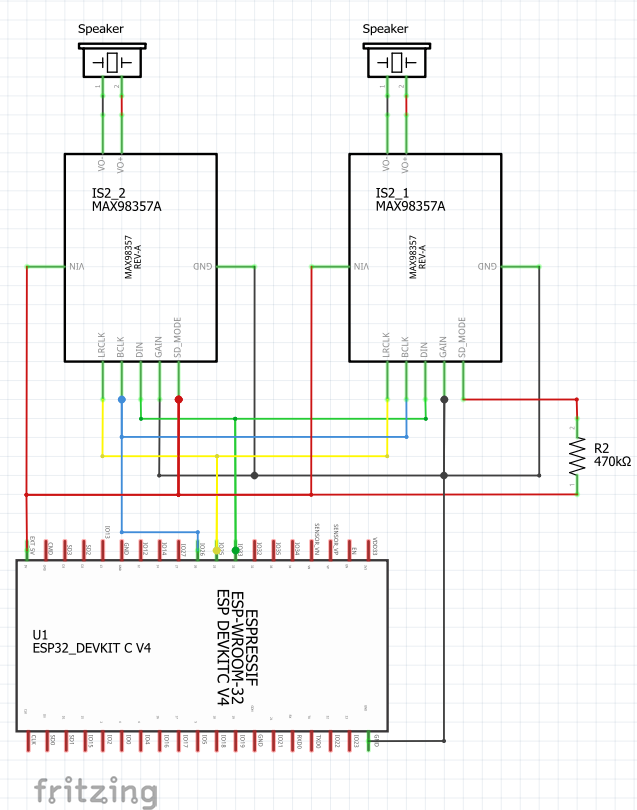 Speaker
Speaker
1
2
1
2
VO-
VO+
VO-
VO+
IS2_2
MAX98357A
IS2_1
MAX98357A
MAX98357
REV-A
MAX98357
REV-A
VIN
GND
VIN
GND
LRCLK
BCLK
DIN
GAIN
SD_MODE
LRCLK
BCLK
DIN
GAIN
SD_MODE
2
R2
470kΩ
1
EXT_5V
CMD
SD3
SD2
IO13
GND
IO12
IO14
IO27
IO26
IO25
IO33
IO32
IO35
IO34
SENSOR_VN
SENSOR_VP
EN
VDD33
ESPRESSIF
ESP-WROOM-32
ESP DEVKITC V4
U1
ESP32_DEVKIT C V4
CLK
SD0
SD1
IO15
IO2
IO0
IO4
IO16
IO17
IO5
IO18
IO19
GND
IO21
RXD0
TXD0
IO22
IO23
GND
fritzing